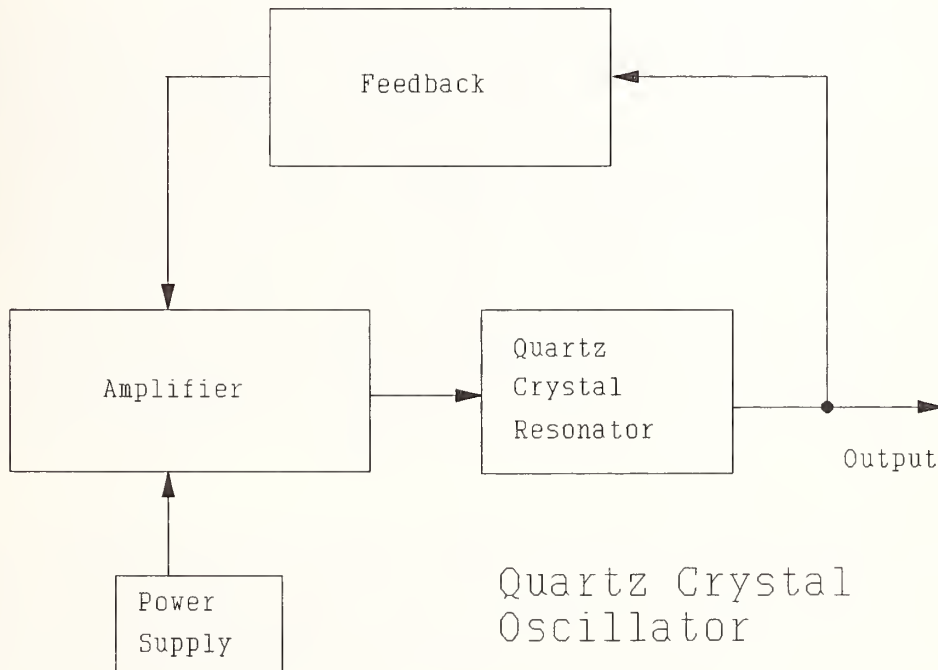 Feedback
Amplifier
Quartz
Crystal
Resonator
Output
Power
Supply
Quartz Crystal
Oscillator